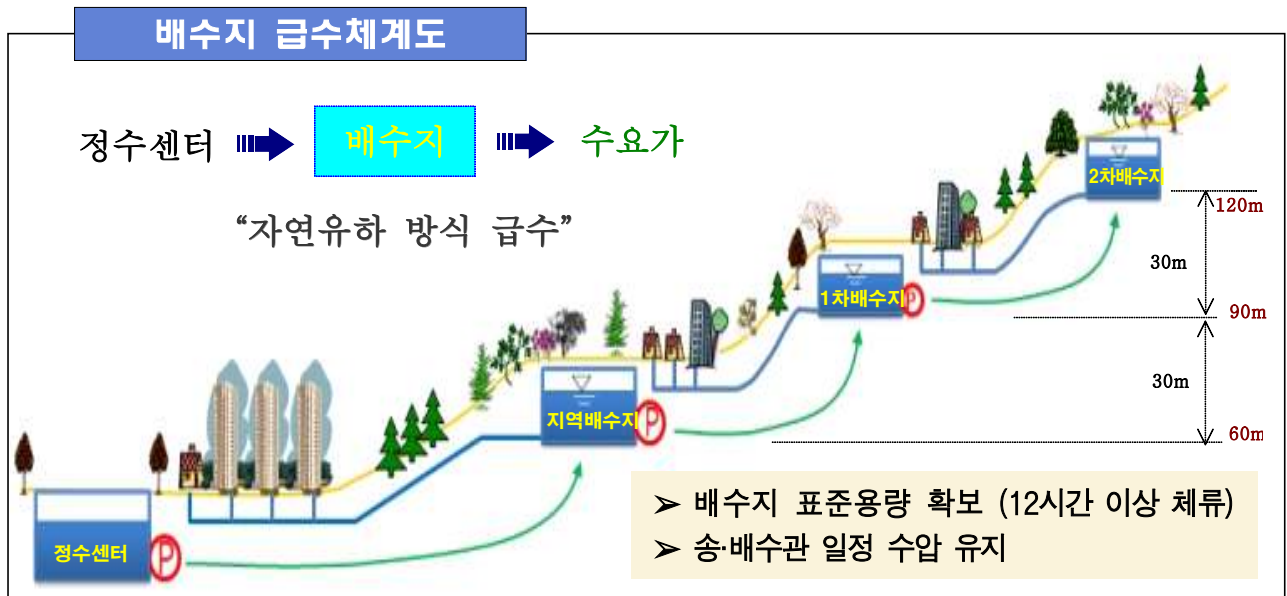 배수지 급수체계도
정수센터 배수지 수요가
“자연유하 방식 급수”
2차배수지
120m
30m
1차배수지 P
90m
30m
지역배수지 P
60m
정수센터 P
➢ 배수지 표준용량 확보 (12시간 이상 체류)
➢ 송·배수관 일정 수압 유지